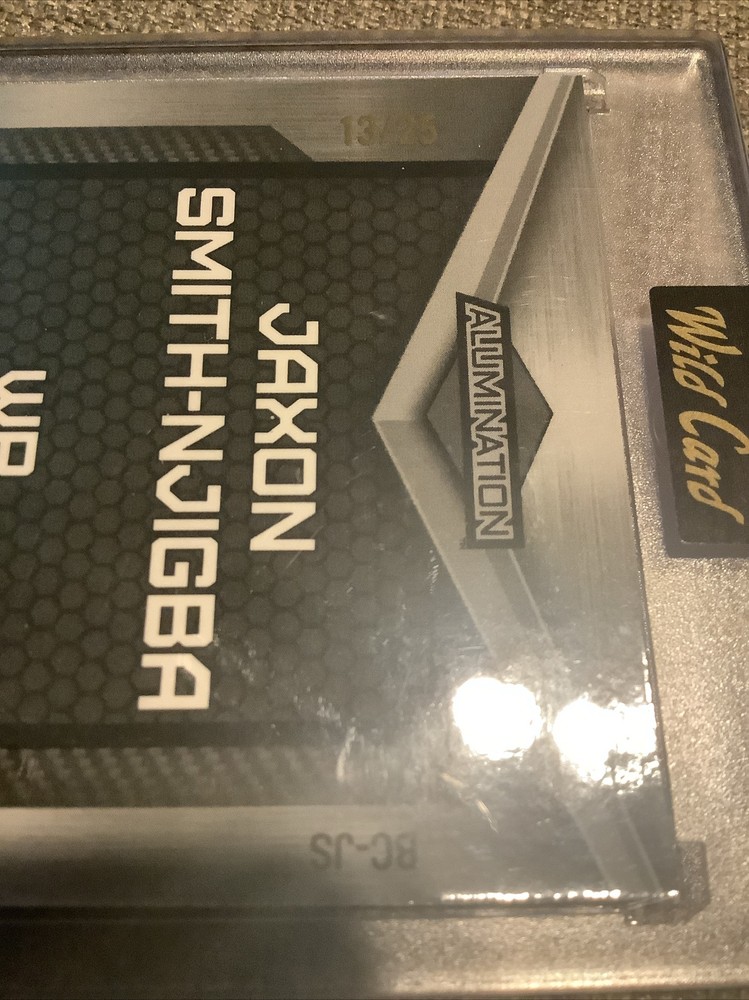 Wild Card
ALUMINATION
13/25
BC-JS
JAXON
SMITH-NJIGBA
WR